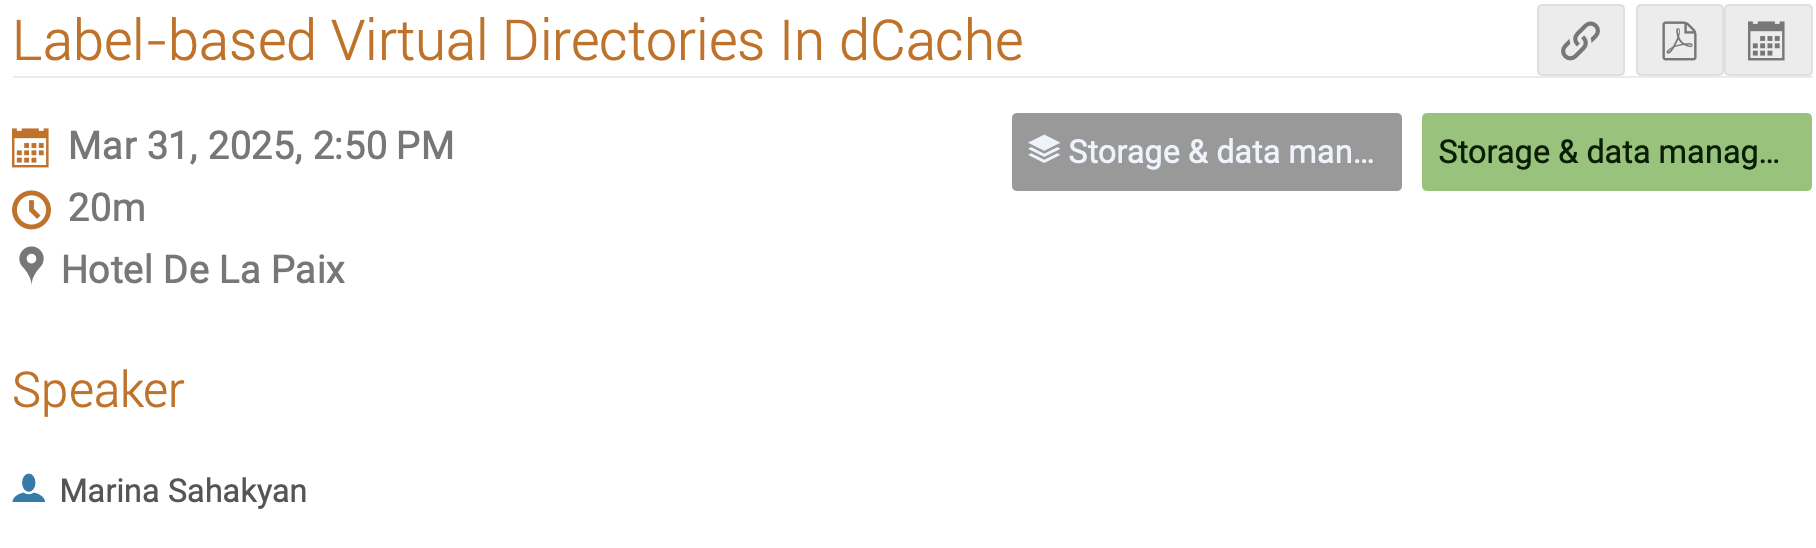 Label-based Virtual Directories In dCache
Mar 31, 2025, 2:50 PM
Storage & data man...
Storage & data manag...
20m
Hotel De La Paix
Speaker
Marina Sahakyan